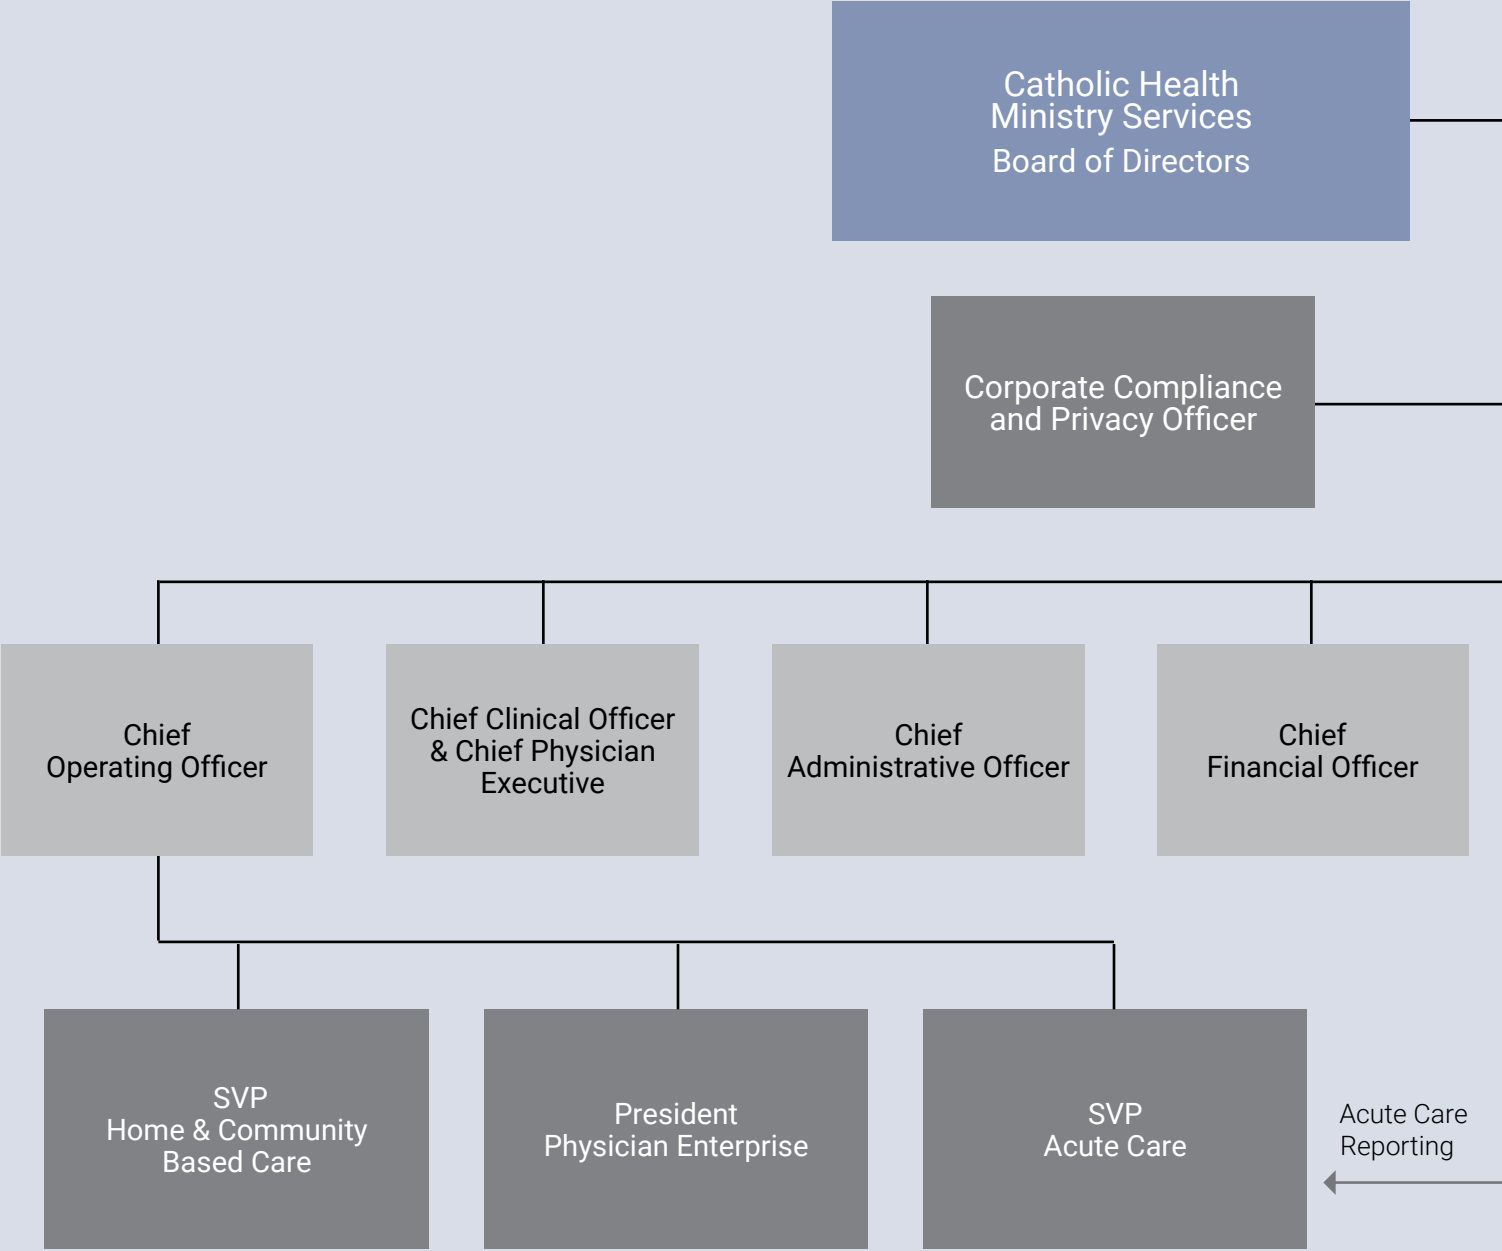 Catholic Health
Ministry Services
Board of Directors
Corporate Compliance
and Privacy Officer
Chief
Operating Officer
Chief Clinical Officer
& Chief Physician
Executive
Chief
Administrative Officer
Chief
Financial Officer
SVP
Home & Community
Based Care
President
Physician Enterprise
SVP
Acute Care
Acute Care
Reporting